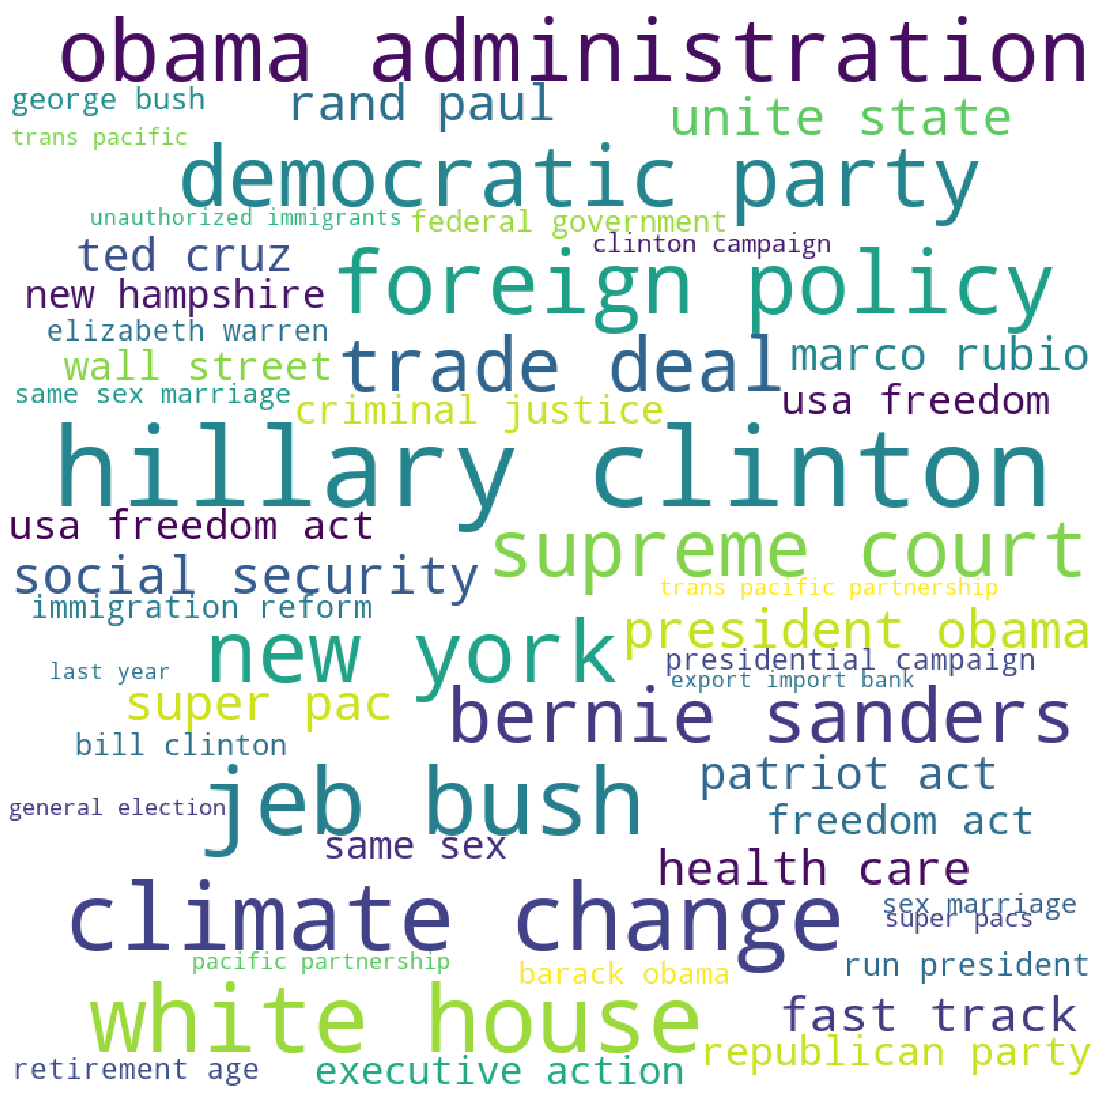 obama administration
george bush
rand paul
unite state
trans pacific
democratic party
unauthorized immigrants
federal government
clinton campaign
ted cruz
foreign policy
new hampshire
elizabeth warren
trade deal
marco rubio
wall street
same sex marriage
criminal justice
usa freedom
hillary clinton
usa freedom act
supreme court
social security
trans pacific partnership
immigration reform
new york
president obama
last year
presidential campaign
export import bank
super pac
bernie sanders
bill clinton
jeb bush
patriot act
general election
freedom act
same sex
health care
climate change
sex marriage
super pacs
pacific partnership
barack obama
run president
white house
fast track
republican party
retirement age
executive action